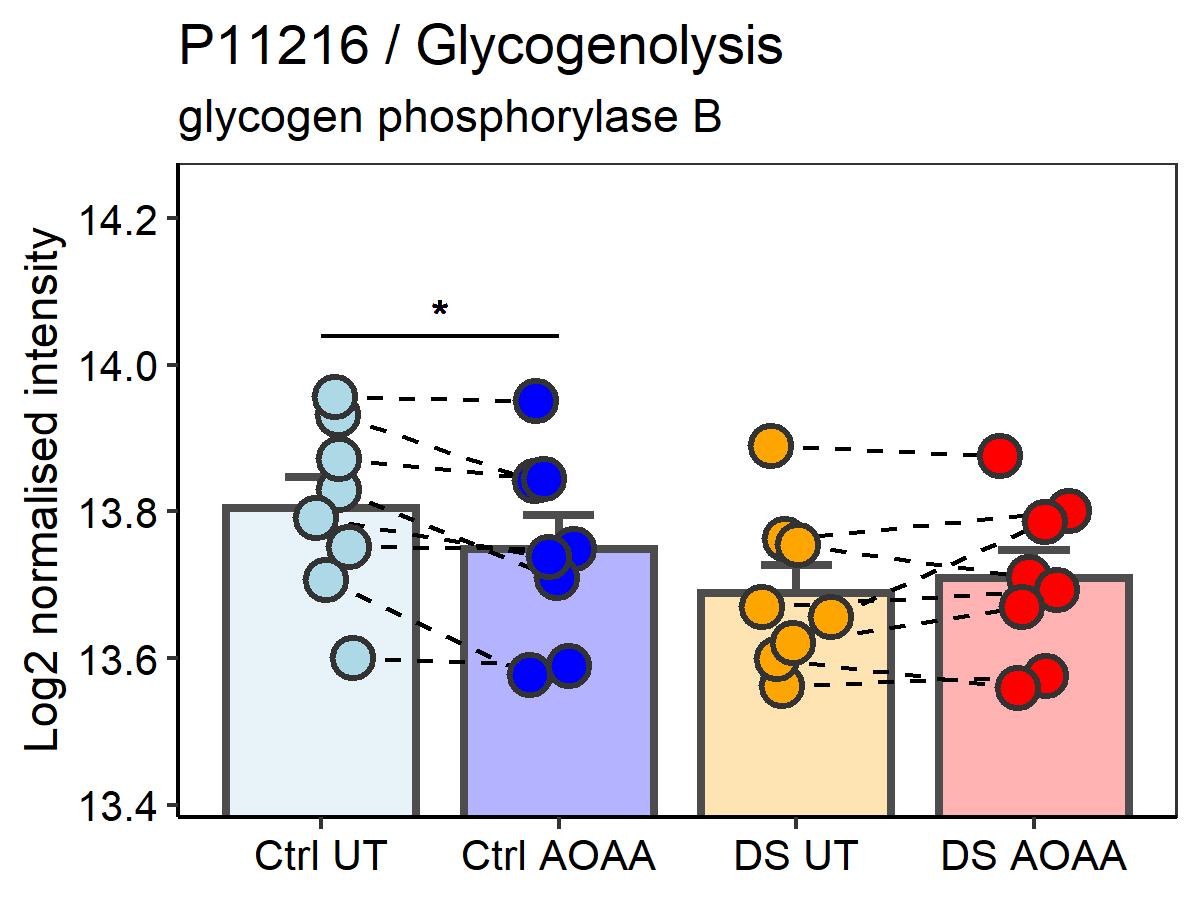 P11216 / Glycogenolysis
glycogen phosphorylase B
Log2 normalised intensity
14.2
14.0
13.8
13.6
13.4
*
Ctrl UT
Ctrl AOAA
DS UT
DS AOAA